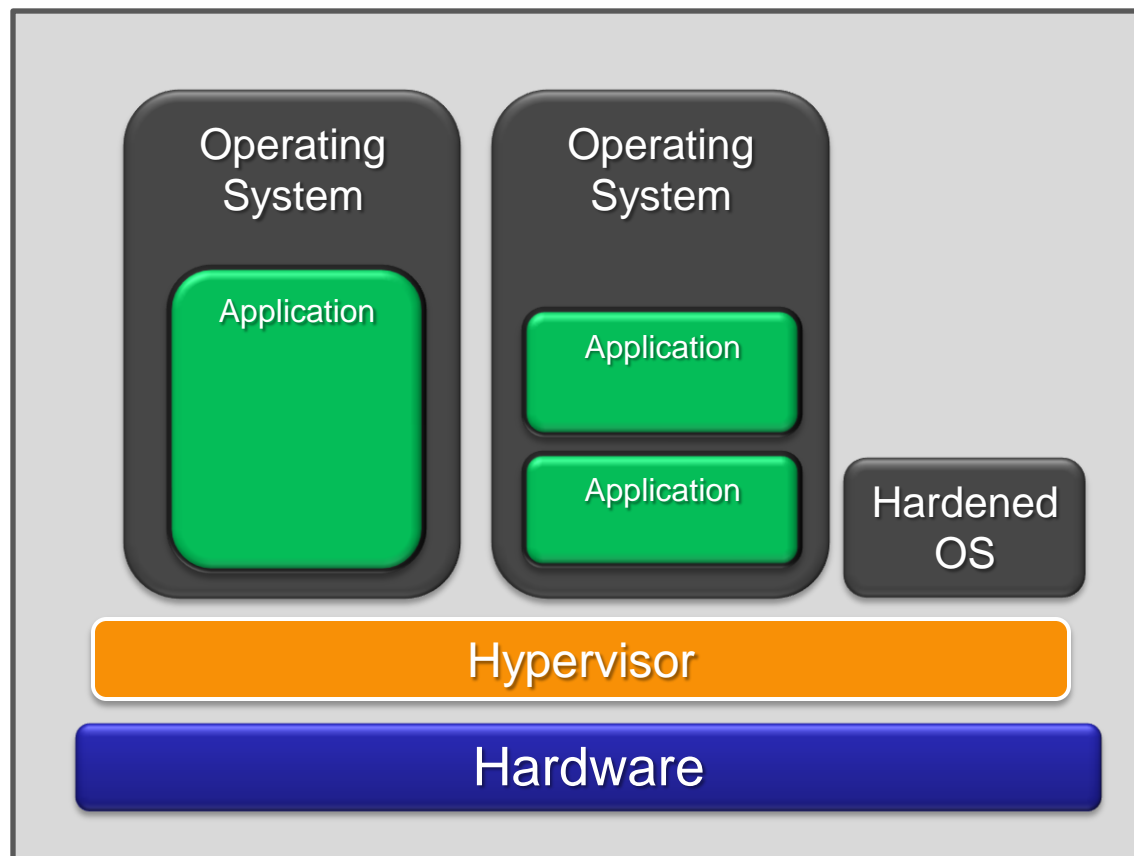 Operating
System
Application
Operating
System
Application
Application
Hardened
OS
Hypervisor
Hardware